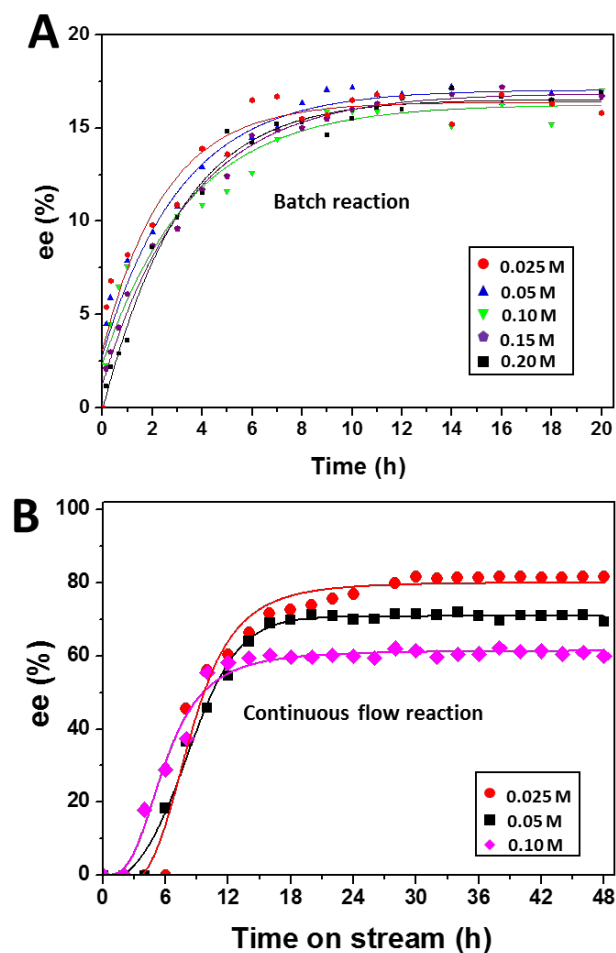 A
20
15
10
5
0
ee (%)
Batch reaction
0.025 M
0.05 M
0.10 M
0.15 M
0.20 M
0 2 4 6 8 10 12 14 16 18 20
Time (h)
B
100
80
60
40
20
0
ee (%)
Continuous flow reaction
0.025 M
0.05 M
0.10 M
0 6 12 18 24 30 36 42 48
Time on stream (h)